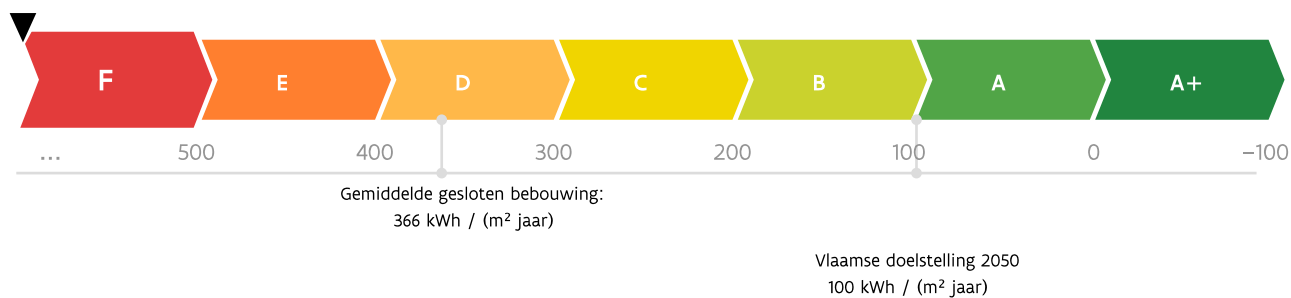 F E D C B A A+
... 500 400 300 200 100 0 −100
Gemiddelde gesloten bebouwing:
366 kWh / (m² jaar)
Vlaamse doelstelling 2050
100 kWh / (m² jaar)